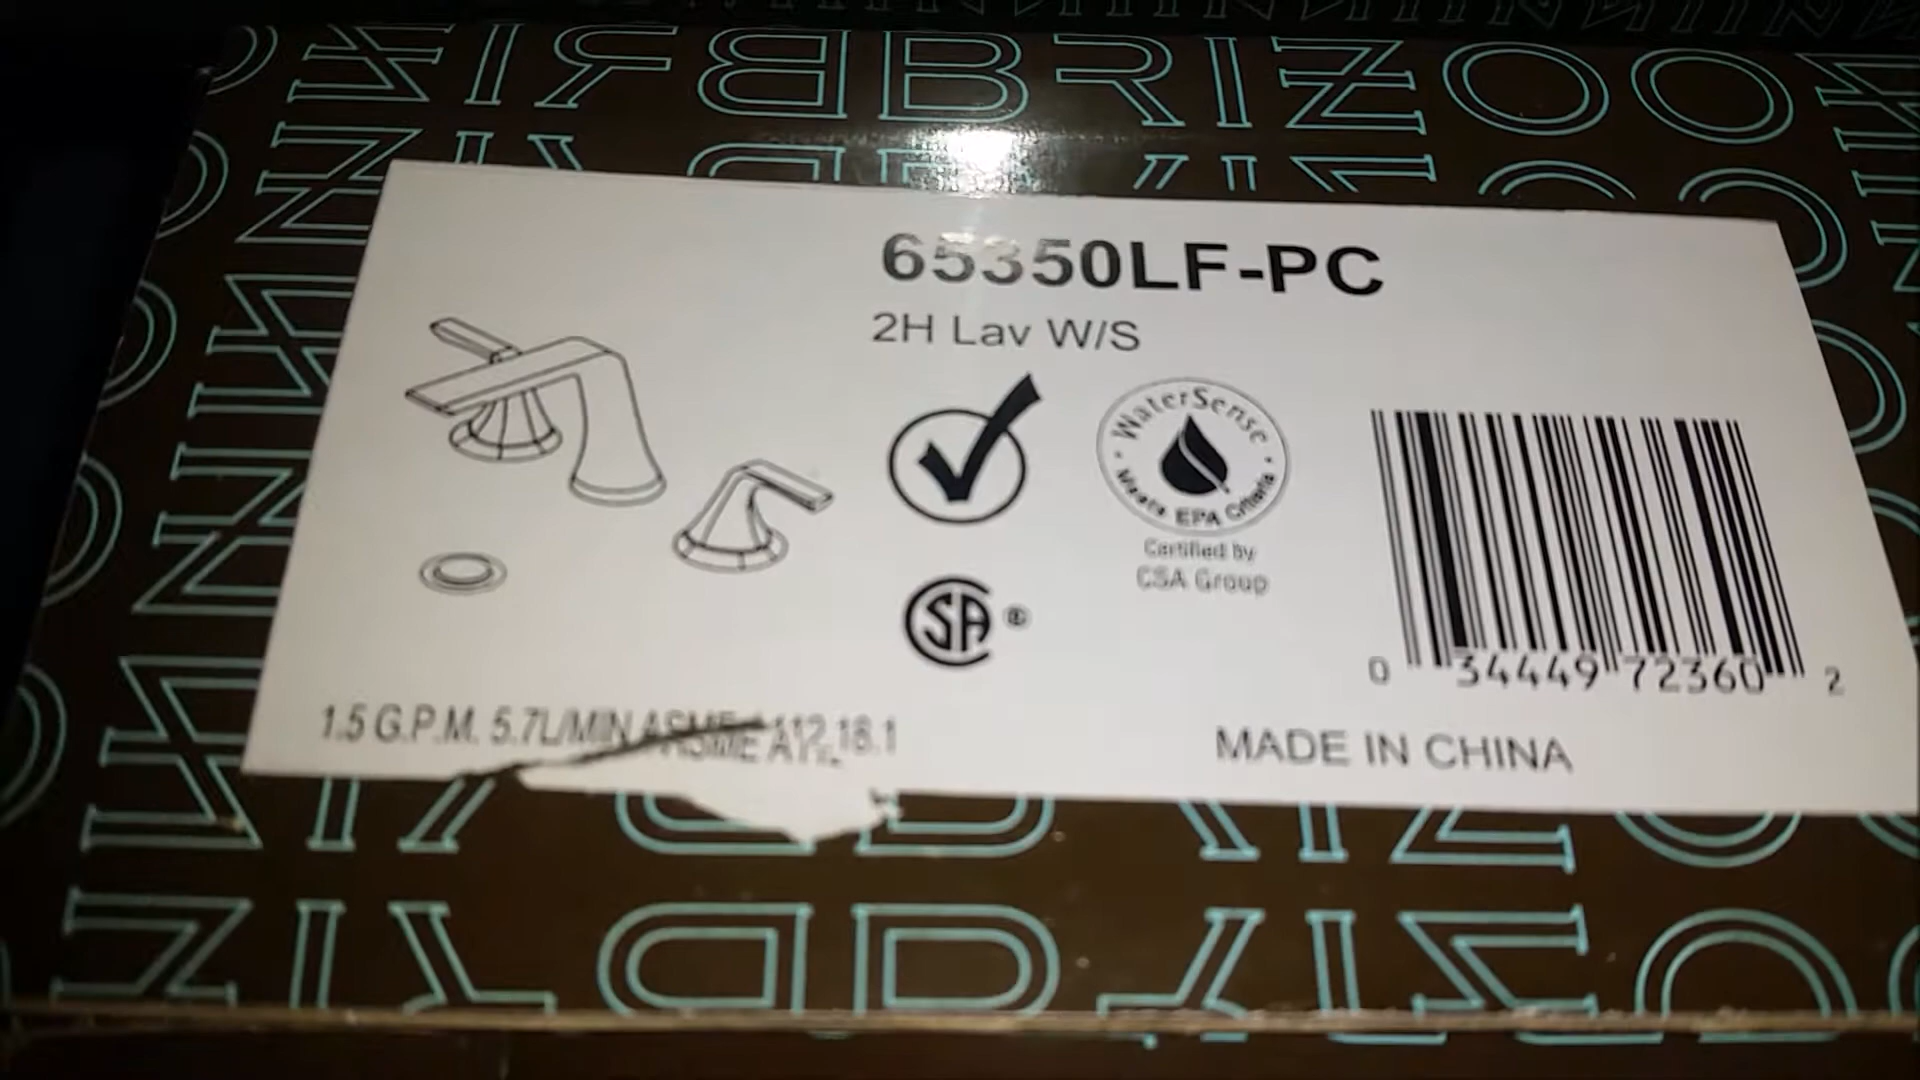 BRIZO
65350LF-PC
2H Lav W/S
WaterSense
Meets EPA Criteria
Certified by
CSA Group
SA ®
0 34449 72360 2
1.5 G.P.M. 5.7L/MIN ASME A112.18.1
MADE IN CHINA